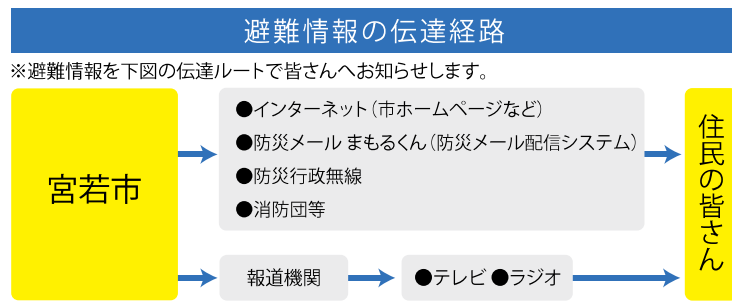 避難情報の伝達経路
※避難情報を下図の伝達ルートで皆さんへお知らせします。
宮若市
●インターネット（市ホームページなど）
●防災メール まもるくん（防災メール配信システム）
●防災行政無線
●消防団等
報道機関
●テレビ ●ラジオ
住民の皆さん